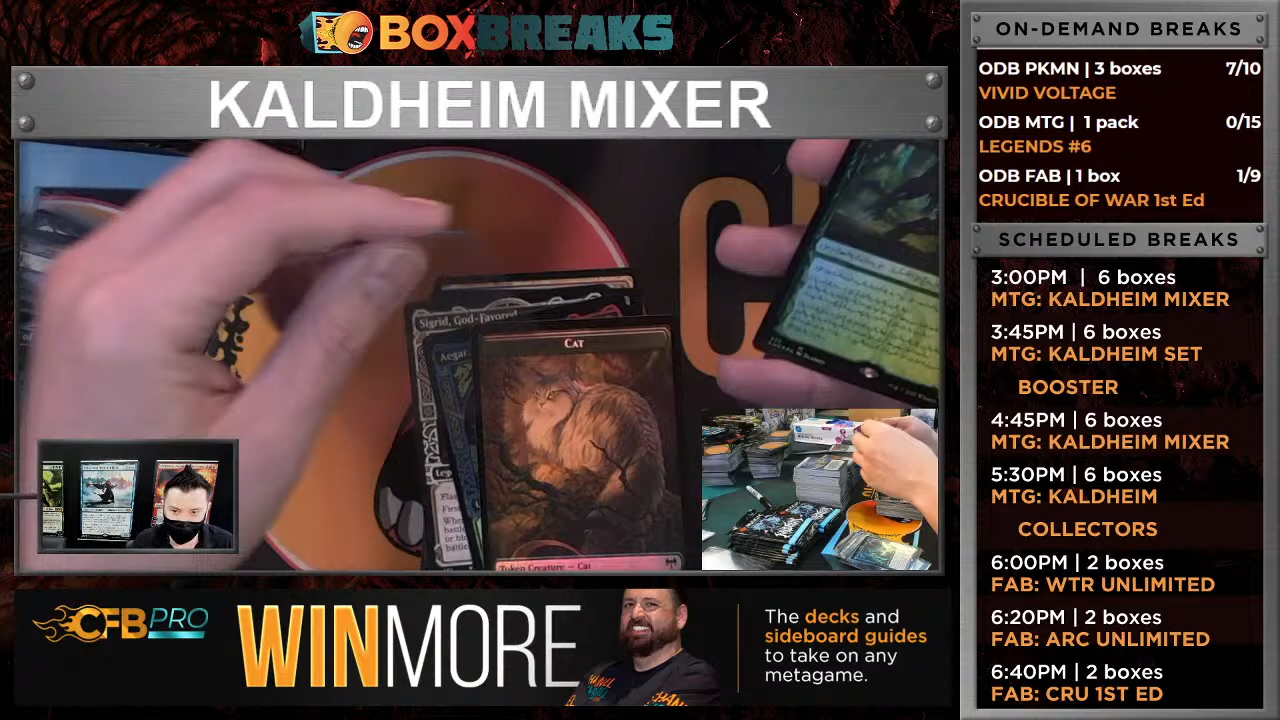 BOXBREAKS
KALDHEIM MIXER
Sigrid, God-Favored
Aegar,
CAT
Token Creature — Cat
CFBPRO
WINMORE
The decks and
sideboard guides
to take on any
metagame.
ON-DEMAND BREAKS
ODB PKMN | 3 boxes 7/10
VIVID VOLTAGE
ODB MTG | 1 pack 0/15
LEGENDS #6
ODB FAB | 1 box 1/9
CRUCIBLE OF WAR 1st Ed
SCHEDULED BREAKS
3:00PM | 6 boxes
MTG: KALDHEIM MIXER
3:45PM | 6 boxes
MTG: KALDHEIM SET
BOOSTER
4:45PM | 6 boxes
MTG: KALDHEIM MIXER
5:30PM | 6 boxes
MTG: KALDHEIM
COLLECTORS
6:00PM | 2 boxes
FAB: WTR UNLIMITED
6:20PM | 2 boxes
FAB: ARC UNLIMITED
6:40PM | 2 boxes
FAB: CRU 1ST ED